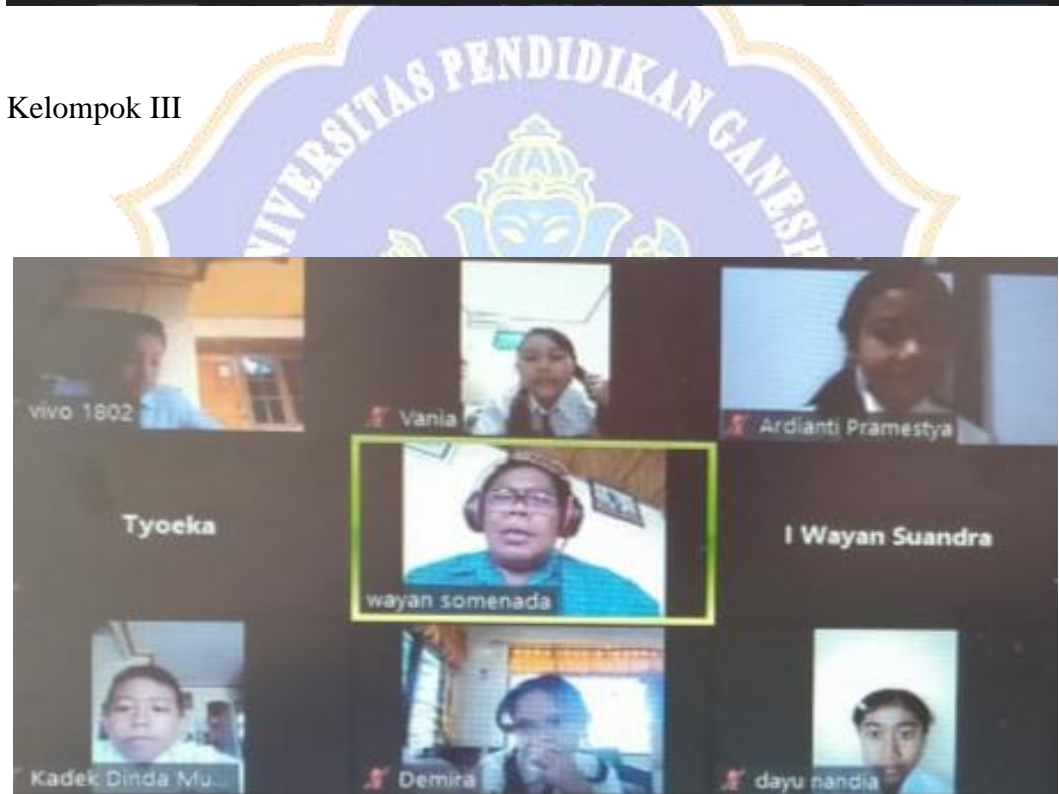 UNIVERSITAS PENDIDIKAN GANESHA
Kelompok III
vivo 1802
Vania
Ardianti Pramestya
Tyoeka
wayan somenada
I Wayan Suandra
Kadek Dinda Mu...
Demira
dayu nandia